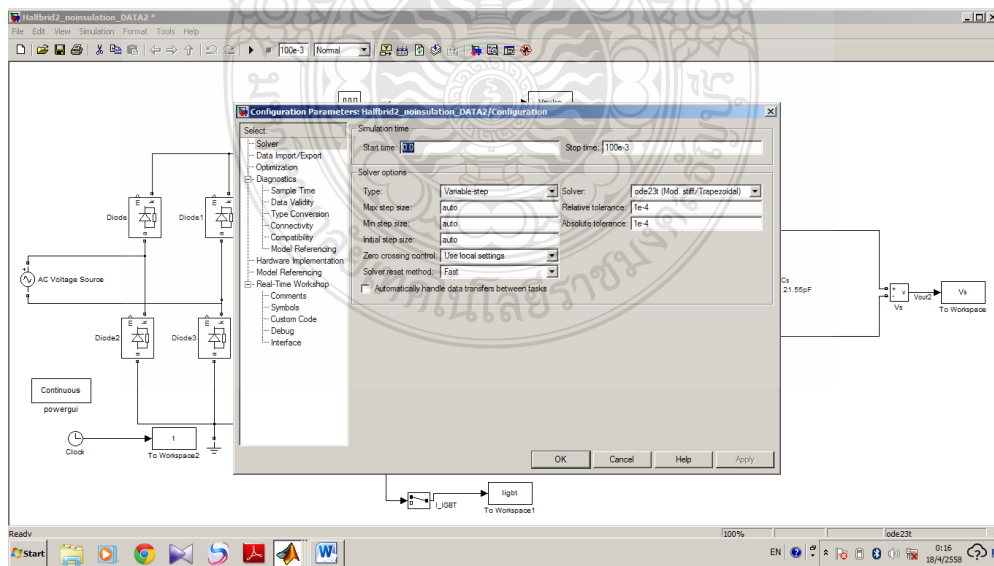 Halfbrid2_noinsulation_DATA2 *
File Edit View Simulation Format Tools Help
100e-3 Normal
Configuration Parameters: Halfbrid2_noinsulation_DATA2/Configuration
Select:
Solver
Data Import/Export
Optimization
Diagnostics
Sample Time
Data Validity
Type Conversion
Connectivity
Compatibility
Model Referencing
Hardware Implementation
Model Referencing
Real-Time Workshop
Comments
Symbols
Custom Code
Debug
Interface
Simulation time
Start time: 0.0 Stop time: 100e-3
Solver options
Type: Variable-step Solver: ode23t (Mod. stiff/Trapezoidal)
Max step size: auto Relative tolerance: 1e-4
Min step size: auto Absolute tolerance: 1e-4
Initial step size: auto
Zero crossing control: Use local settings
Solver reset method: Fast
Automatically handle data transfers between tasks
OK Cancel Help Apply
Diode Diode1
AC Voltage Source
Diode2 Diode3
Continuous
powergui
Clock
t
To Workspace2
I_IGBT
Iigbt
To Workspace1
Cs
21.55pF
Vs
Vout2
Vs
To Workspace
Ready 100% ode23t
Start EN 0:16
18/4/2558